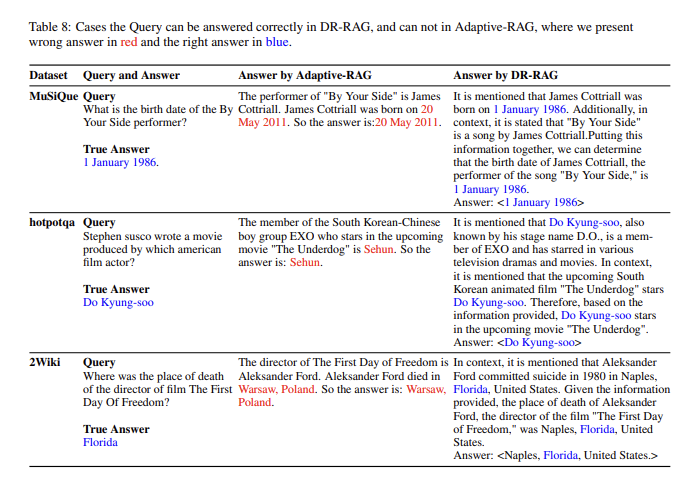 Table 8: Cases the Query can be answered correctly in DR-RAG, and can not in Adaptive-RAG, where we present
wrong answer in red and the right answer in blue.
Dataset Query and Answer Answer by Adaptive-RAG Answer by DR-RAG
MuSiQue Query
What is the birth date of the By
Your Side performer?
True Answer
1 January 1986.
The performer of "By Your Side" is James
Cottriall. James Cottriall was born on 20
May 2011. So the answer is:20 May 2011.
It is mentioned that James Cottriall was
born on 1 January 1986. Additionally, in
context, it is stated that "By Your Side"
is a song by James Cottriall.Putting this
information together, we can determine
that the birth date of James Cottriall, the
performer of the song "By Your Side," is
1 January 1986.
Answer: <1 January 1986>
hotpotqa Query
Stephen susco wrote a movie
produced by which american
film actor?
True Answer
Do Kyung-soo
The member of the South Korean-Chinese
boy group EXO who stars in the upcoming
movie "The Underdog" is Sehun. So the
answer is: Sehun.
It is mentioned that Do Kyung-soo, also
known by his stage name D.O., is a mem-
ber of EXO and has starred in various
television dramas and movies. In context,
it is mentioned that the upcoming South
Korean animated film "The Underdog" stars
Do Kyung-soo. Therefore, based on the
information provided, Do Kyung-soo stars
in the upcoming movie "The Underdog".
Answer: <Do Kyung-soo>
2Wiki Query
Where was the place of death
of the director of film The First
Day Of Freedom?
True Answer
Florida
The director of The First Day of Freedom is
Aleksander Ford. Aleksander Ford died in
Warsaw, Poland. So the answer is: Warsaw,
Poland.
In context, it is mentioned that Aleksander
Ford committed suicide in 1980 in Naples,
Florida, United States. Given the information
provided, the place of death of Aleksander
Ford, the director of the film "The First Day
of Freedom," was Naples, Florida, United
States.
Answer: <Naples, Florida, United States.>